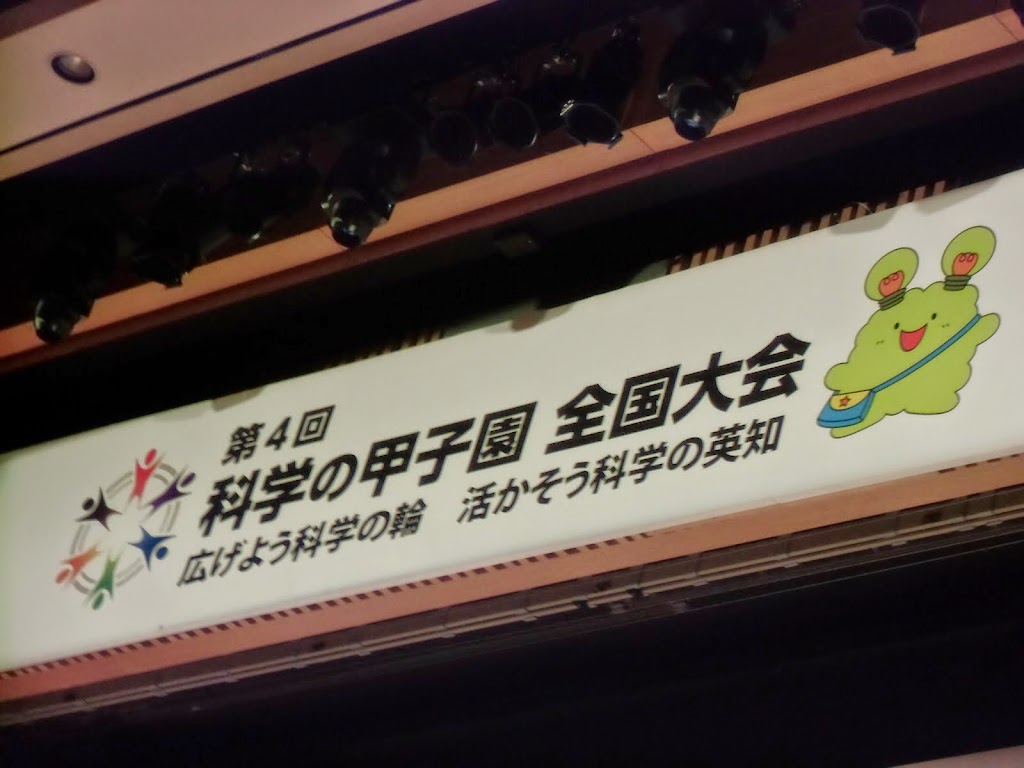 第4回
科学の甲子園 全国大会
広げよう科学の輪 活かそう科学の英知